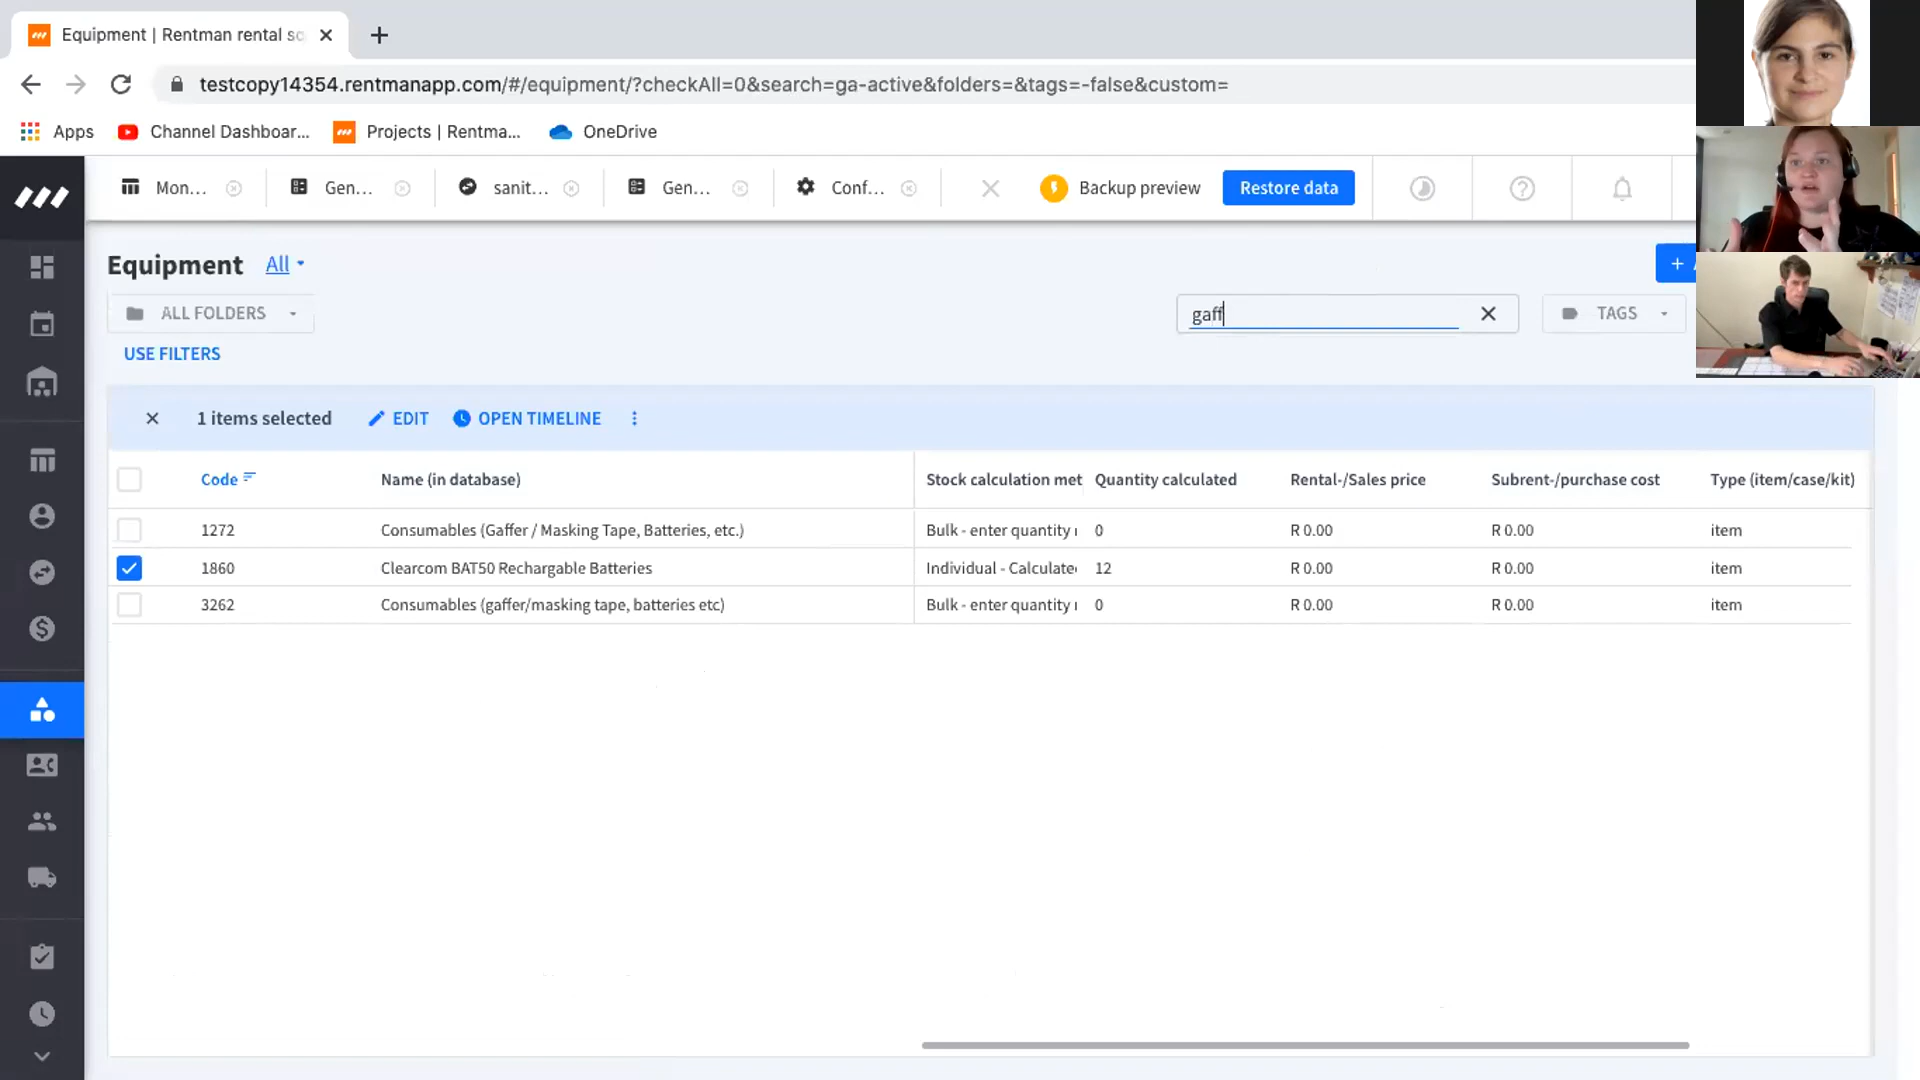 Equipment | Rentman rental so
testcopy14354.rentmanapp.com/#/equipment/?checkAll=0&search=ga-active&folders=&tags=-false&custom=
Apps
Channel Dashboar...
Projects | Rentma...
OneDrive
Mon...
Gen...
sanit...
Gen...
Conf...
Backup preview
Restore data
Equipment
All
+
ALL FOLDERS
gaff
TAGS
USE FILTERS
1 items selected
EDIT
OPEN TIMELINE
Code
Name (in database)
Stock calculation met
Quantity calculated
Rental-/Sales price
Subrent-/purchase cost
Type (item/case/kit)
1272 Consumables (Gaffer / Masking Tape, Batteries, etc.) Bulk - enter quantity 0 R 0.00 R 0.00 item
1860 Clearcom BAT50 Rechargable Batteries Individual - Calculate 12 R 0.00 R 0.00 item
3262 Consumables (gaffer/masking tape, batteries etc) Bulk - enter quantity 0 R 0.00 R 0.00 item